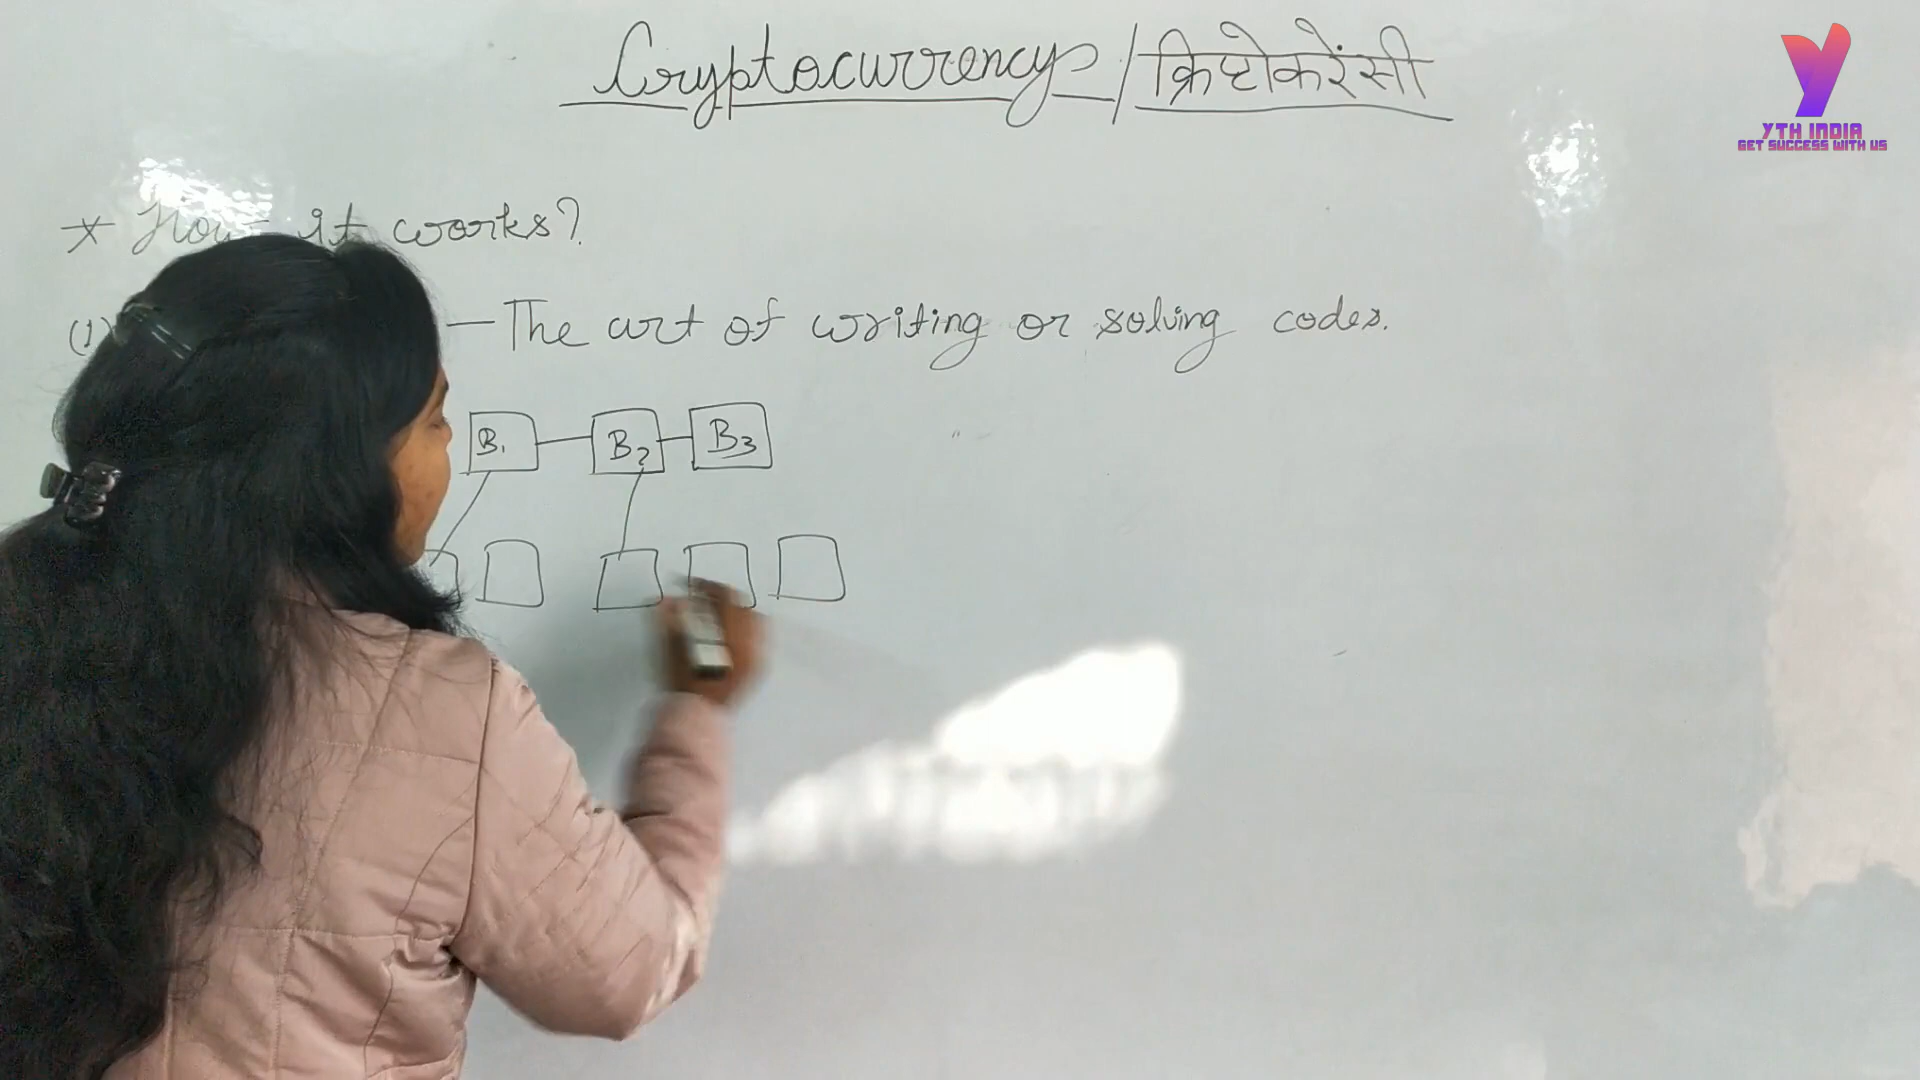 Cryptocurrency / क्रिप्टोकरेंसी
YTH INDIA
GET SUCCESS WITH US
* How it works?
(1) — The art of writing or solving codes.
B1 B2 B3